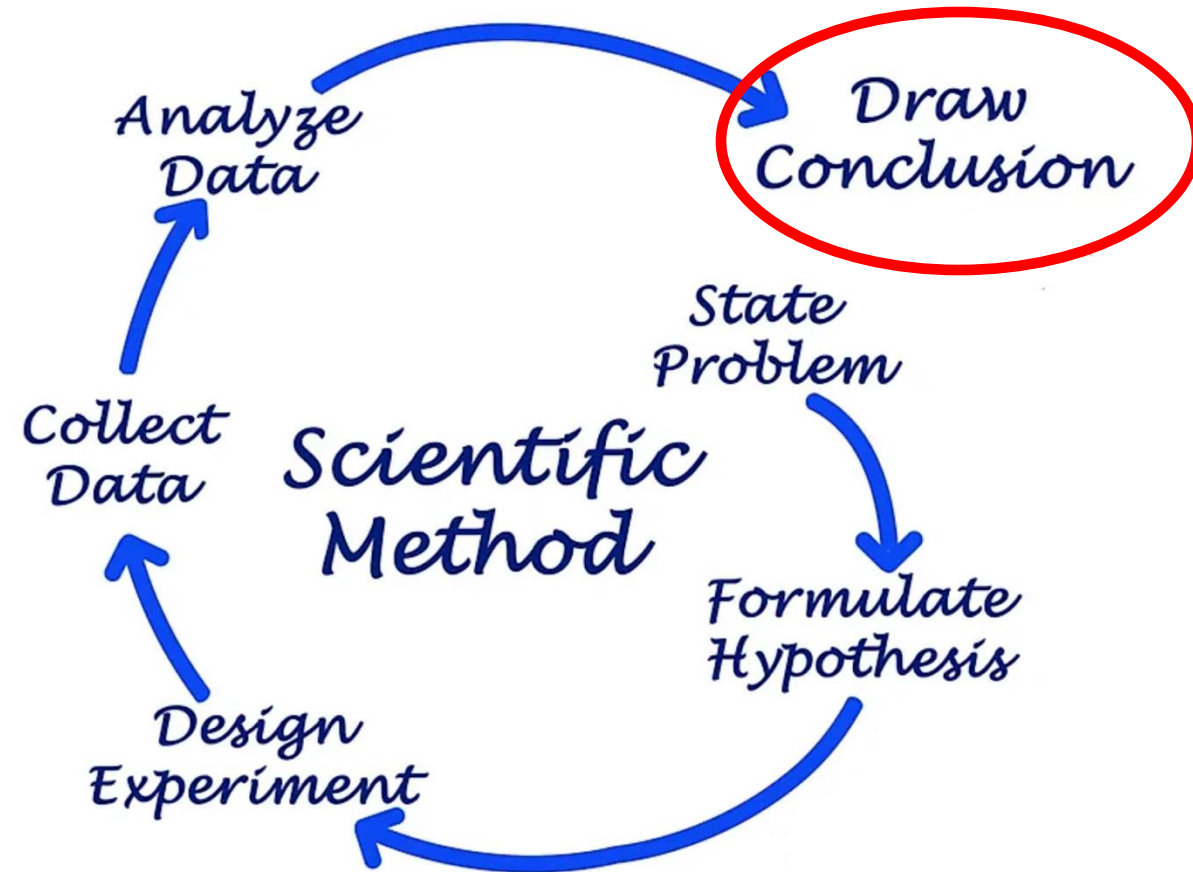 Analyze
Data
Draw
Conclusion
State
Problem
Collect
Data
Scientific
Method
Formulate
Hypothesis
Design
Experiment